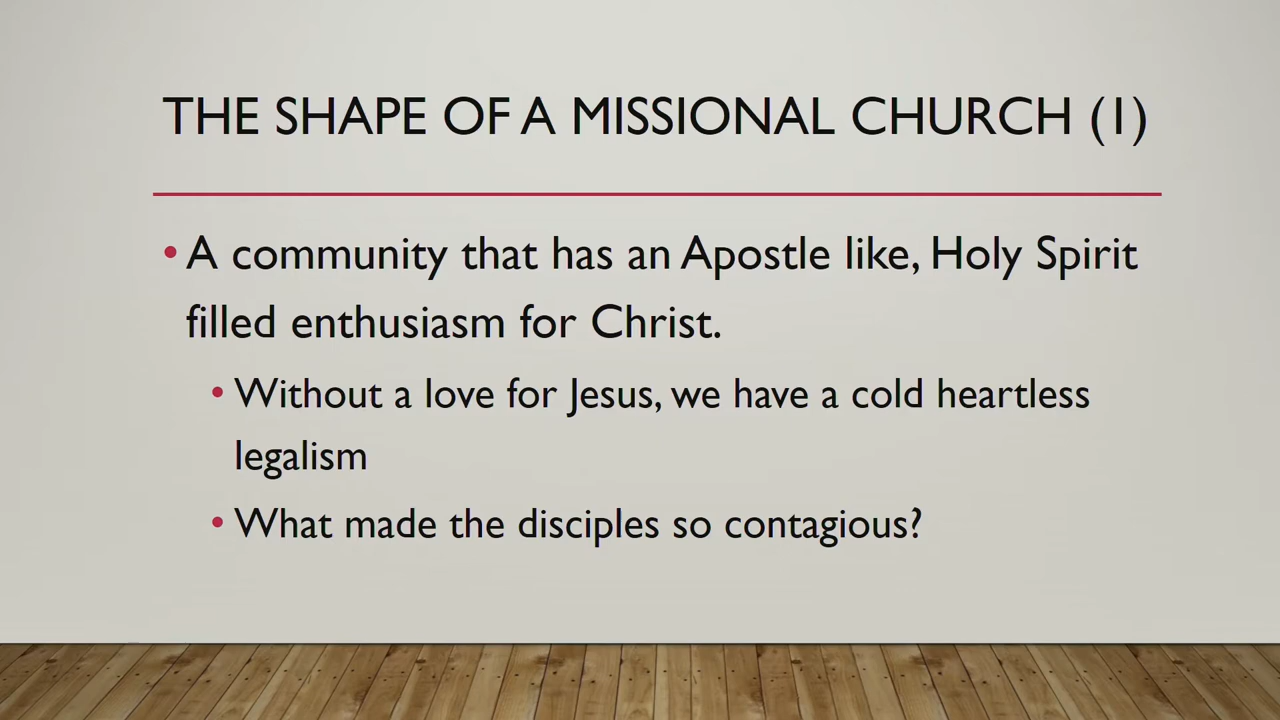 THE SHAPE OF A MISSIONAL CHURCH (1)
• A community that has an Apostle like, Holy Spirit
filled enthusiasm for Christ.
• Without a love for Jesus, we have a cold heartless
legalism
• What made the disciples so contagious?